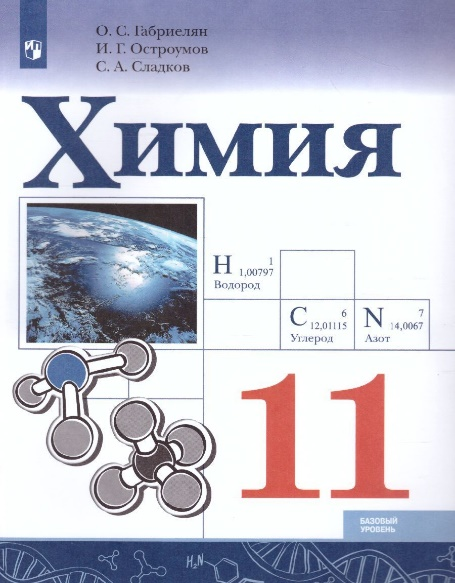 О. С. Габриелян
И. Г. Остроумов
С. А. Сладков
Химия
H 1
1,00797
Водород
C 6
12,01115
Углерод
N 7
14,0067
Азот
11
БАЗОВЫЙ
УРОВЕНЬ
H₂N